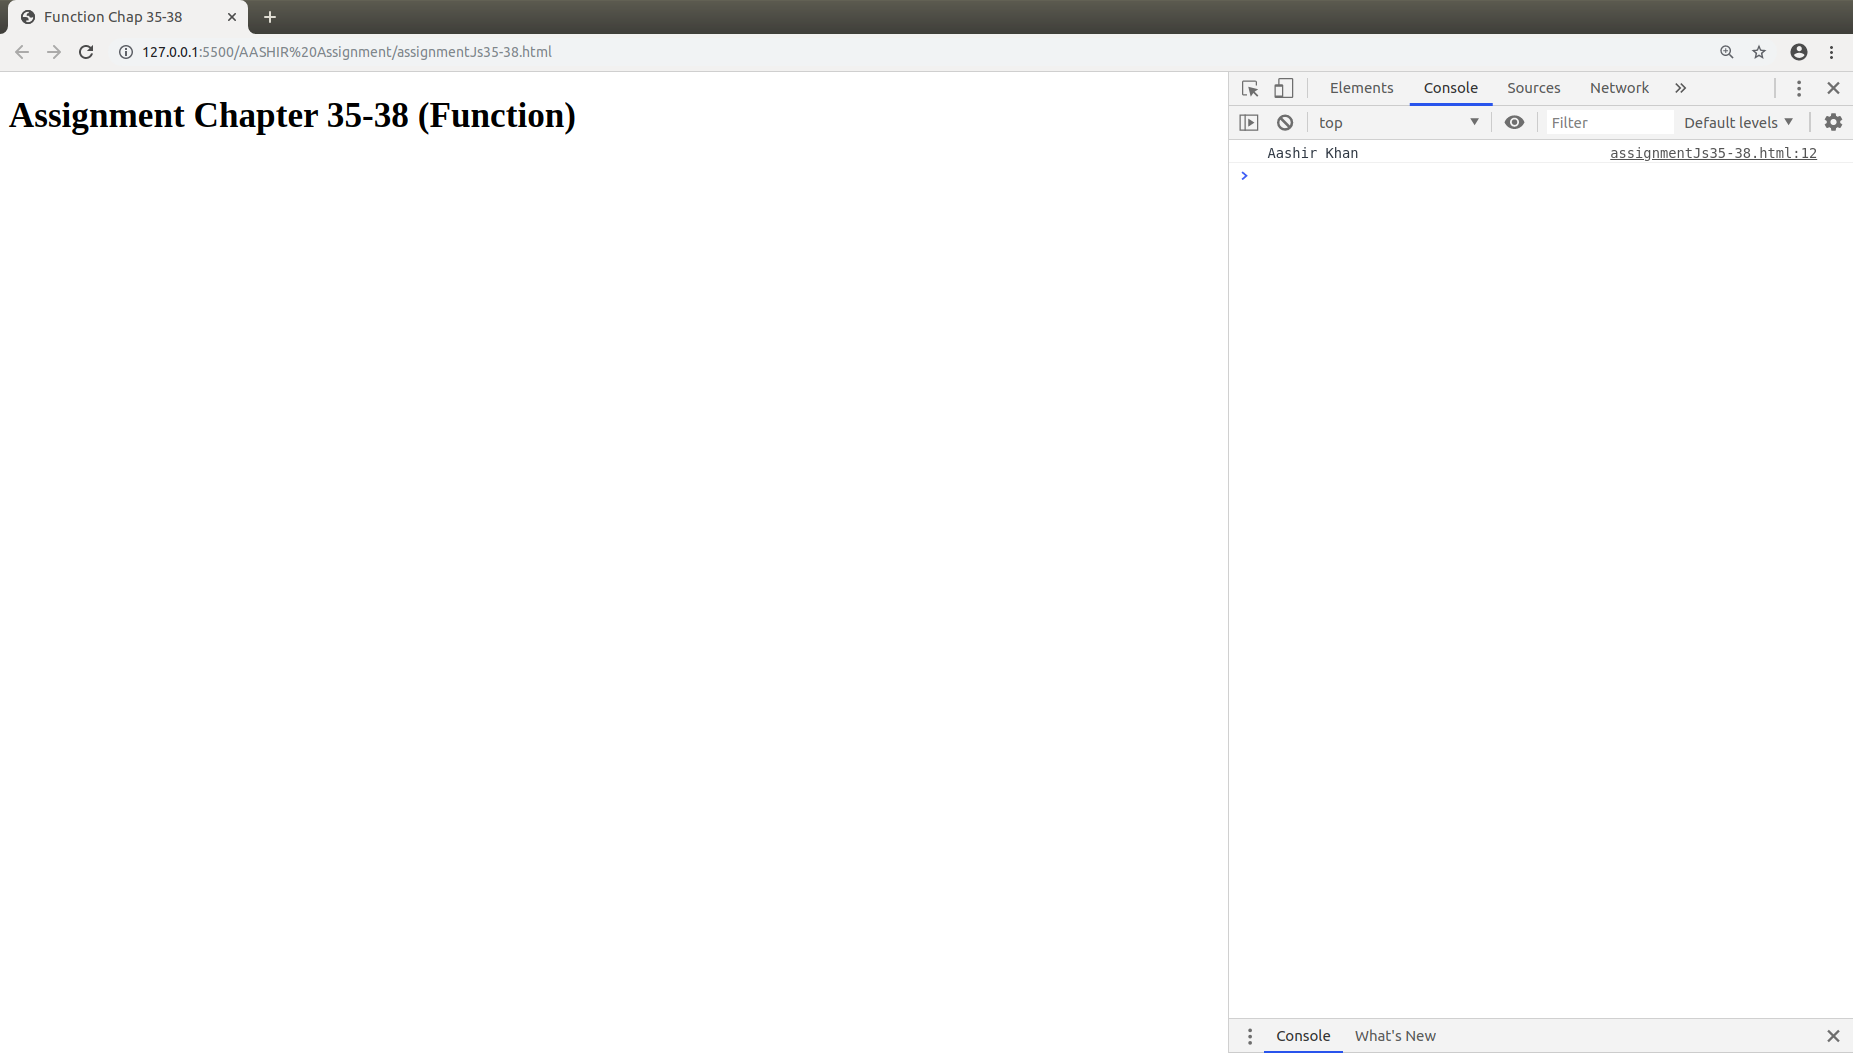 Function Chap 35-38
127.0.0.1:5500/AASHIR%20Assignment/assignmentJs35-38.html
Assignment Chapter 35-38 (Function)
Elements Console Sources Network
top Filter Default levels
Aashir Khan assignmentJs35-38.html:12
Console What's New